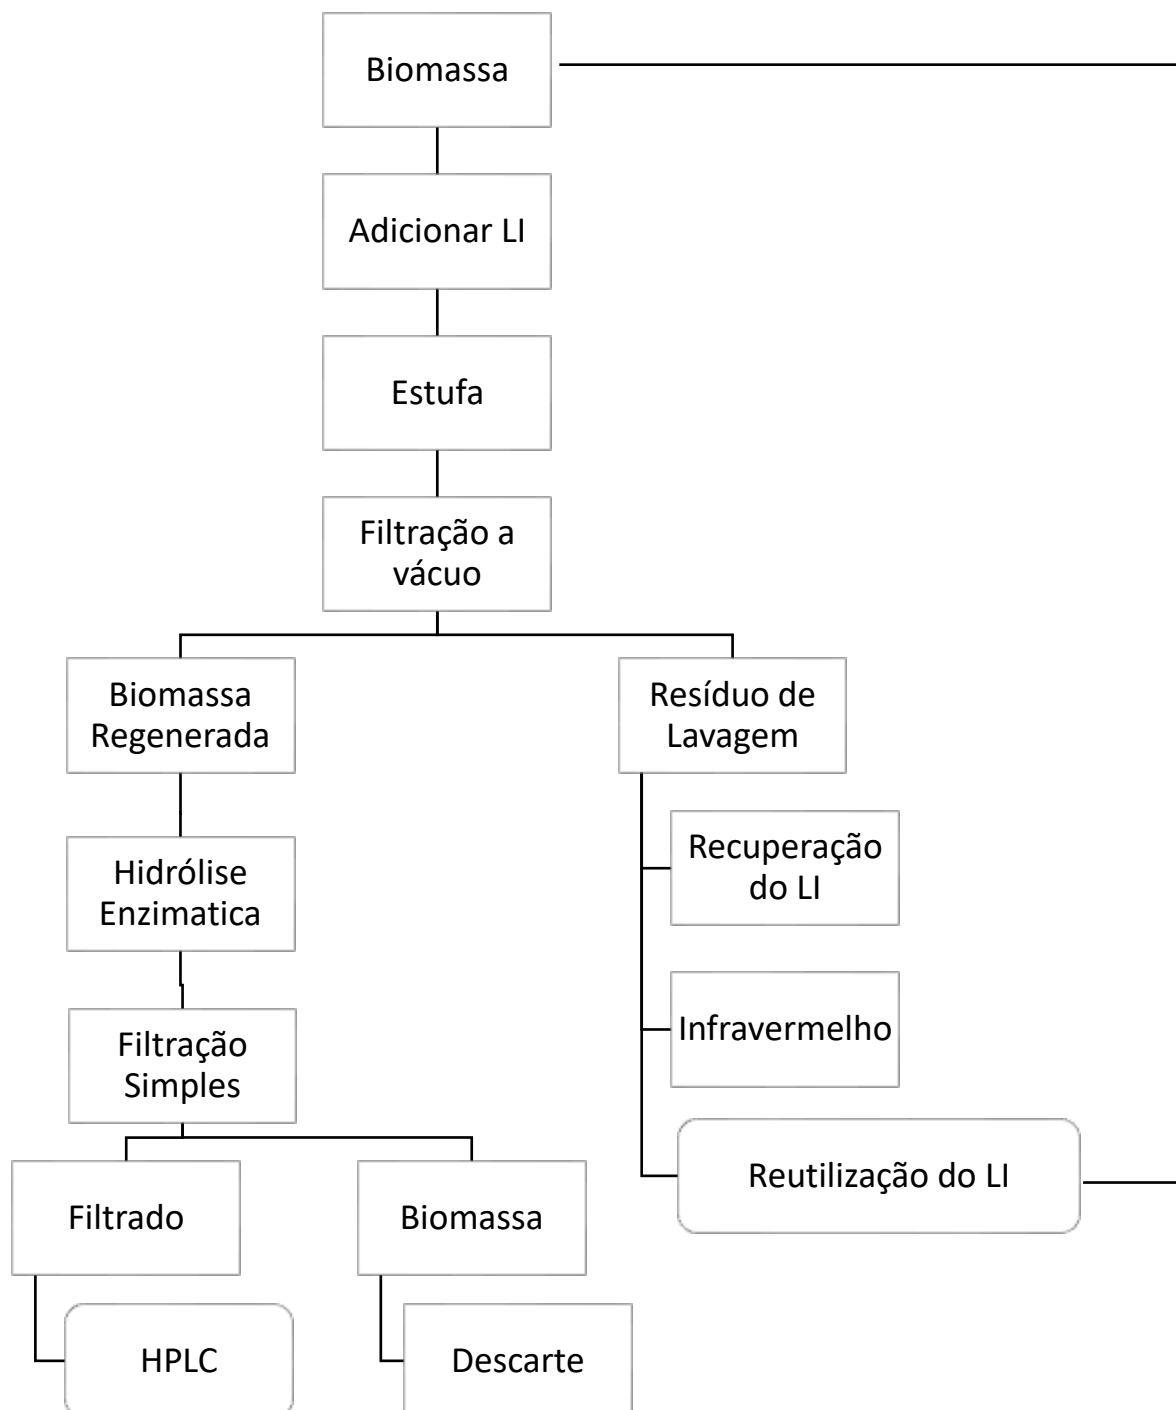 Biomassa
Adicionar LI
Estufa
Filtração a
vácuo
Biomassa
Regenerada
Resíduo de
Lavagem
Recuperação
do LI
Hidrólise
Enzimatica
Infravermelho
Filtração
Simples
Reutilização do LI
Filtrado
Biomassa
HPLC
Descarte